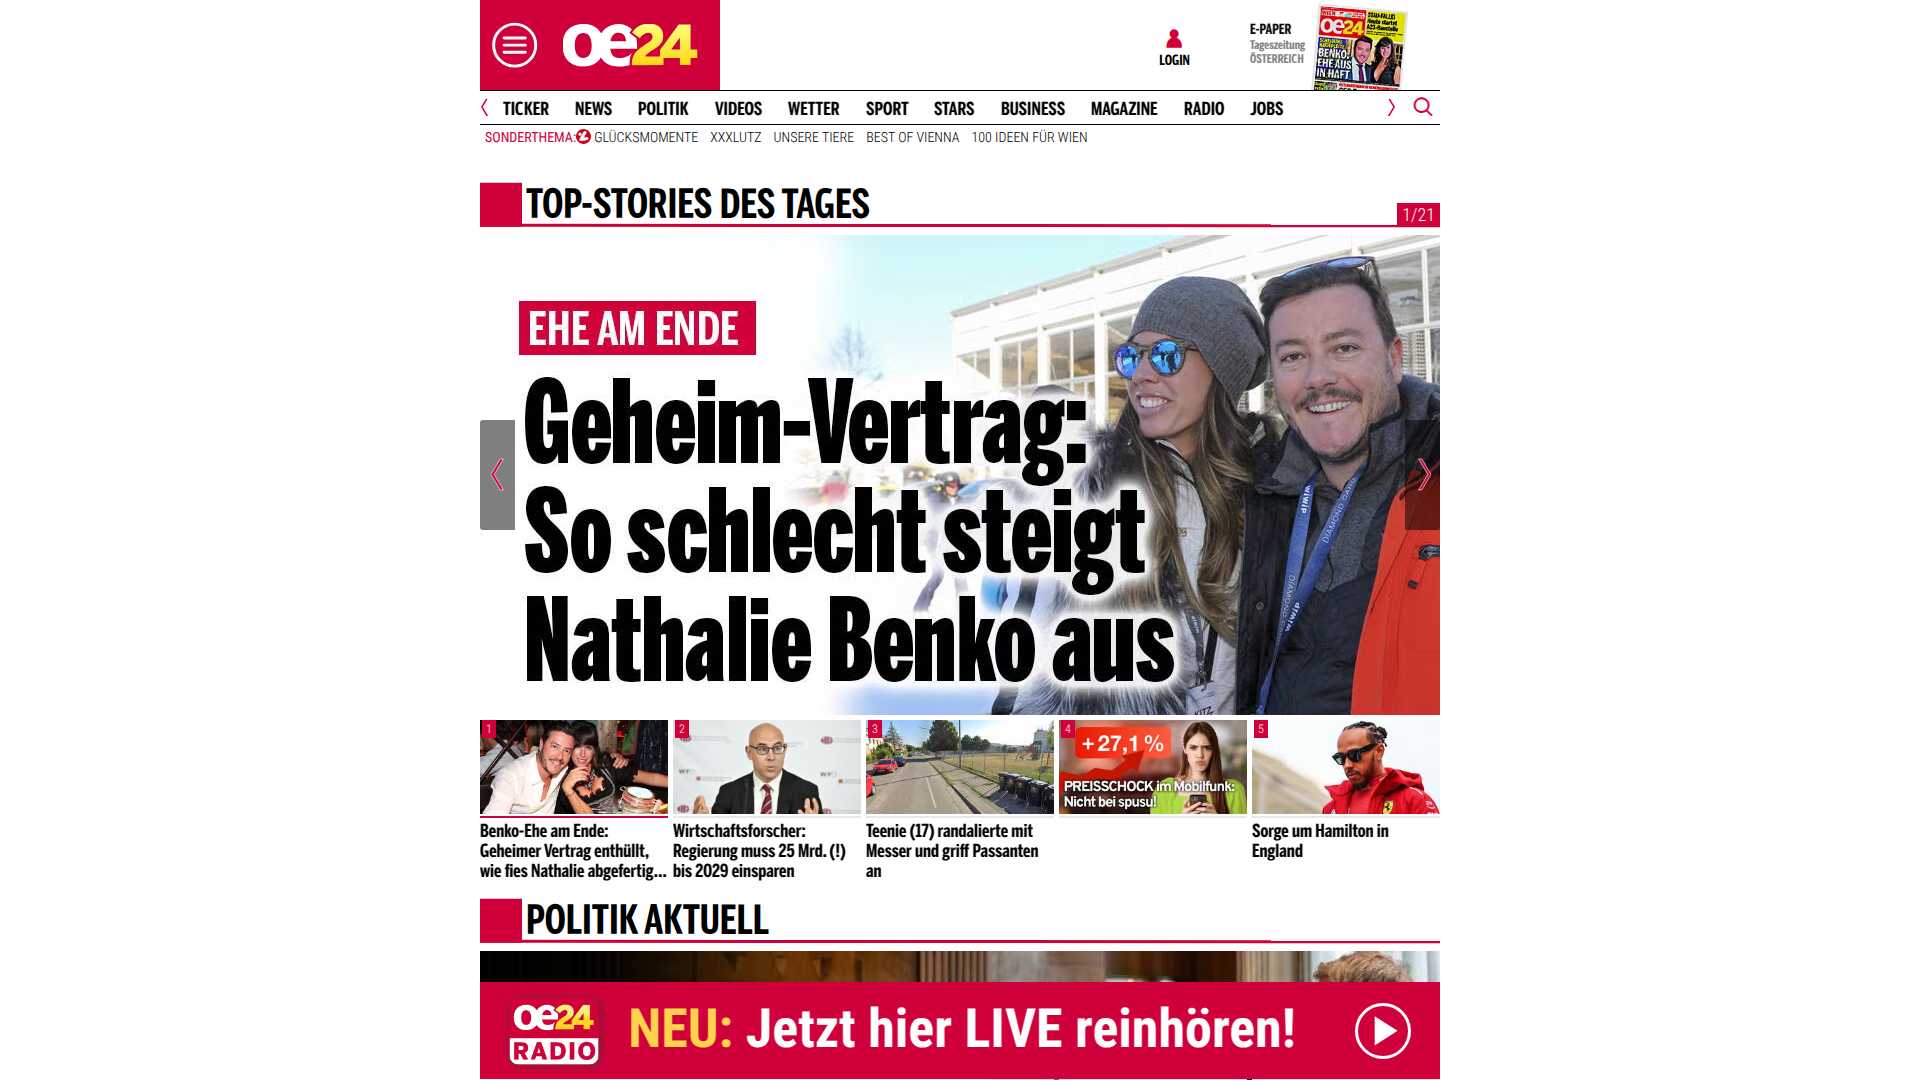 oe24
LOGIN
E-PAPER
Tageszeitung
ÖSTERREICH
oe24
BENKO:
EHE AUS
IN HAFT
TICKER NEWS POLITIK VIDEOS WETTER SPORT STARS BUSINESS MAGAZINE RADIO JOBS
SONDERTHEMA: GLÜCKSMOMENTE XXXLUTZ UNSERE TIERE BEST OF VIENNA 100 IDEEN FÜR WIEN
TOP-STORIES DES TAGES
1/21
EHE AM ENDE
Geheim-Vertrag:
So schlecht steigt
Nathalie Benko aus
1
Benko-Ehe am Ende:
Geheimer Vertrag enthüllt,
wie fies Nathalie abgefertig...
2
Wirtschaftsforscher:
Regierung muss 25 Mrd. (!)
bis 2029 einsparen
3
Teenie (17) randalierte mit
Messer und griff Passanten
an
4
+27,1 %
PREISSCHOCK im Mobilfunk:
Nicht bei spusu!
5
Sorge um Hamilton in
England
POLITIK AKTUELL
oe24
RADIO
NEU: Jetzt hier LIVE reinhören!